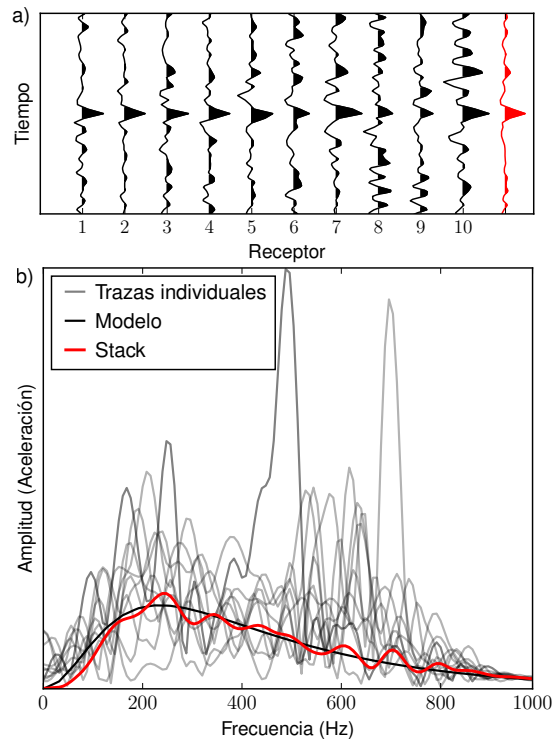 a)
Tiempo
1 2 3 4 5 6 7 8 9 10
Receptor
b)
Trazas individuales
Modelo
Stack
Amplitud (Aceleración)
0 200 400 600 800 1000
Frecuencia (Hz)